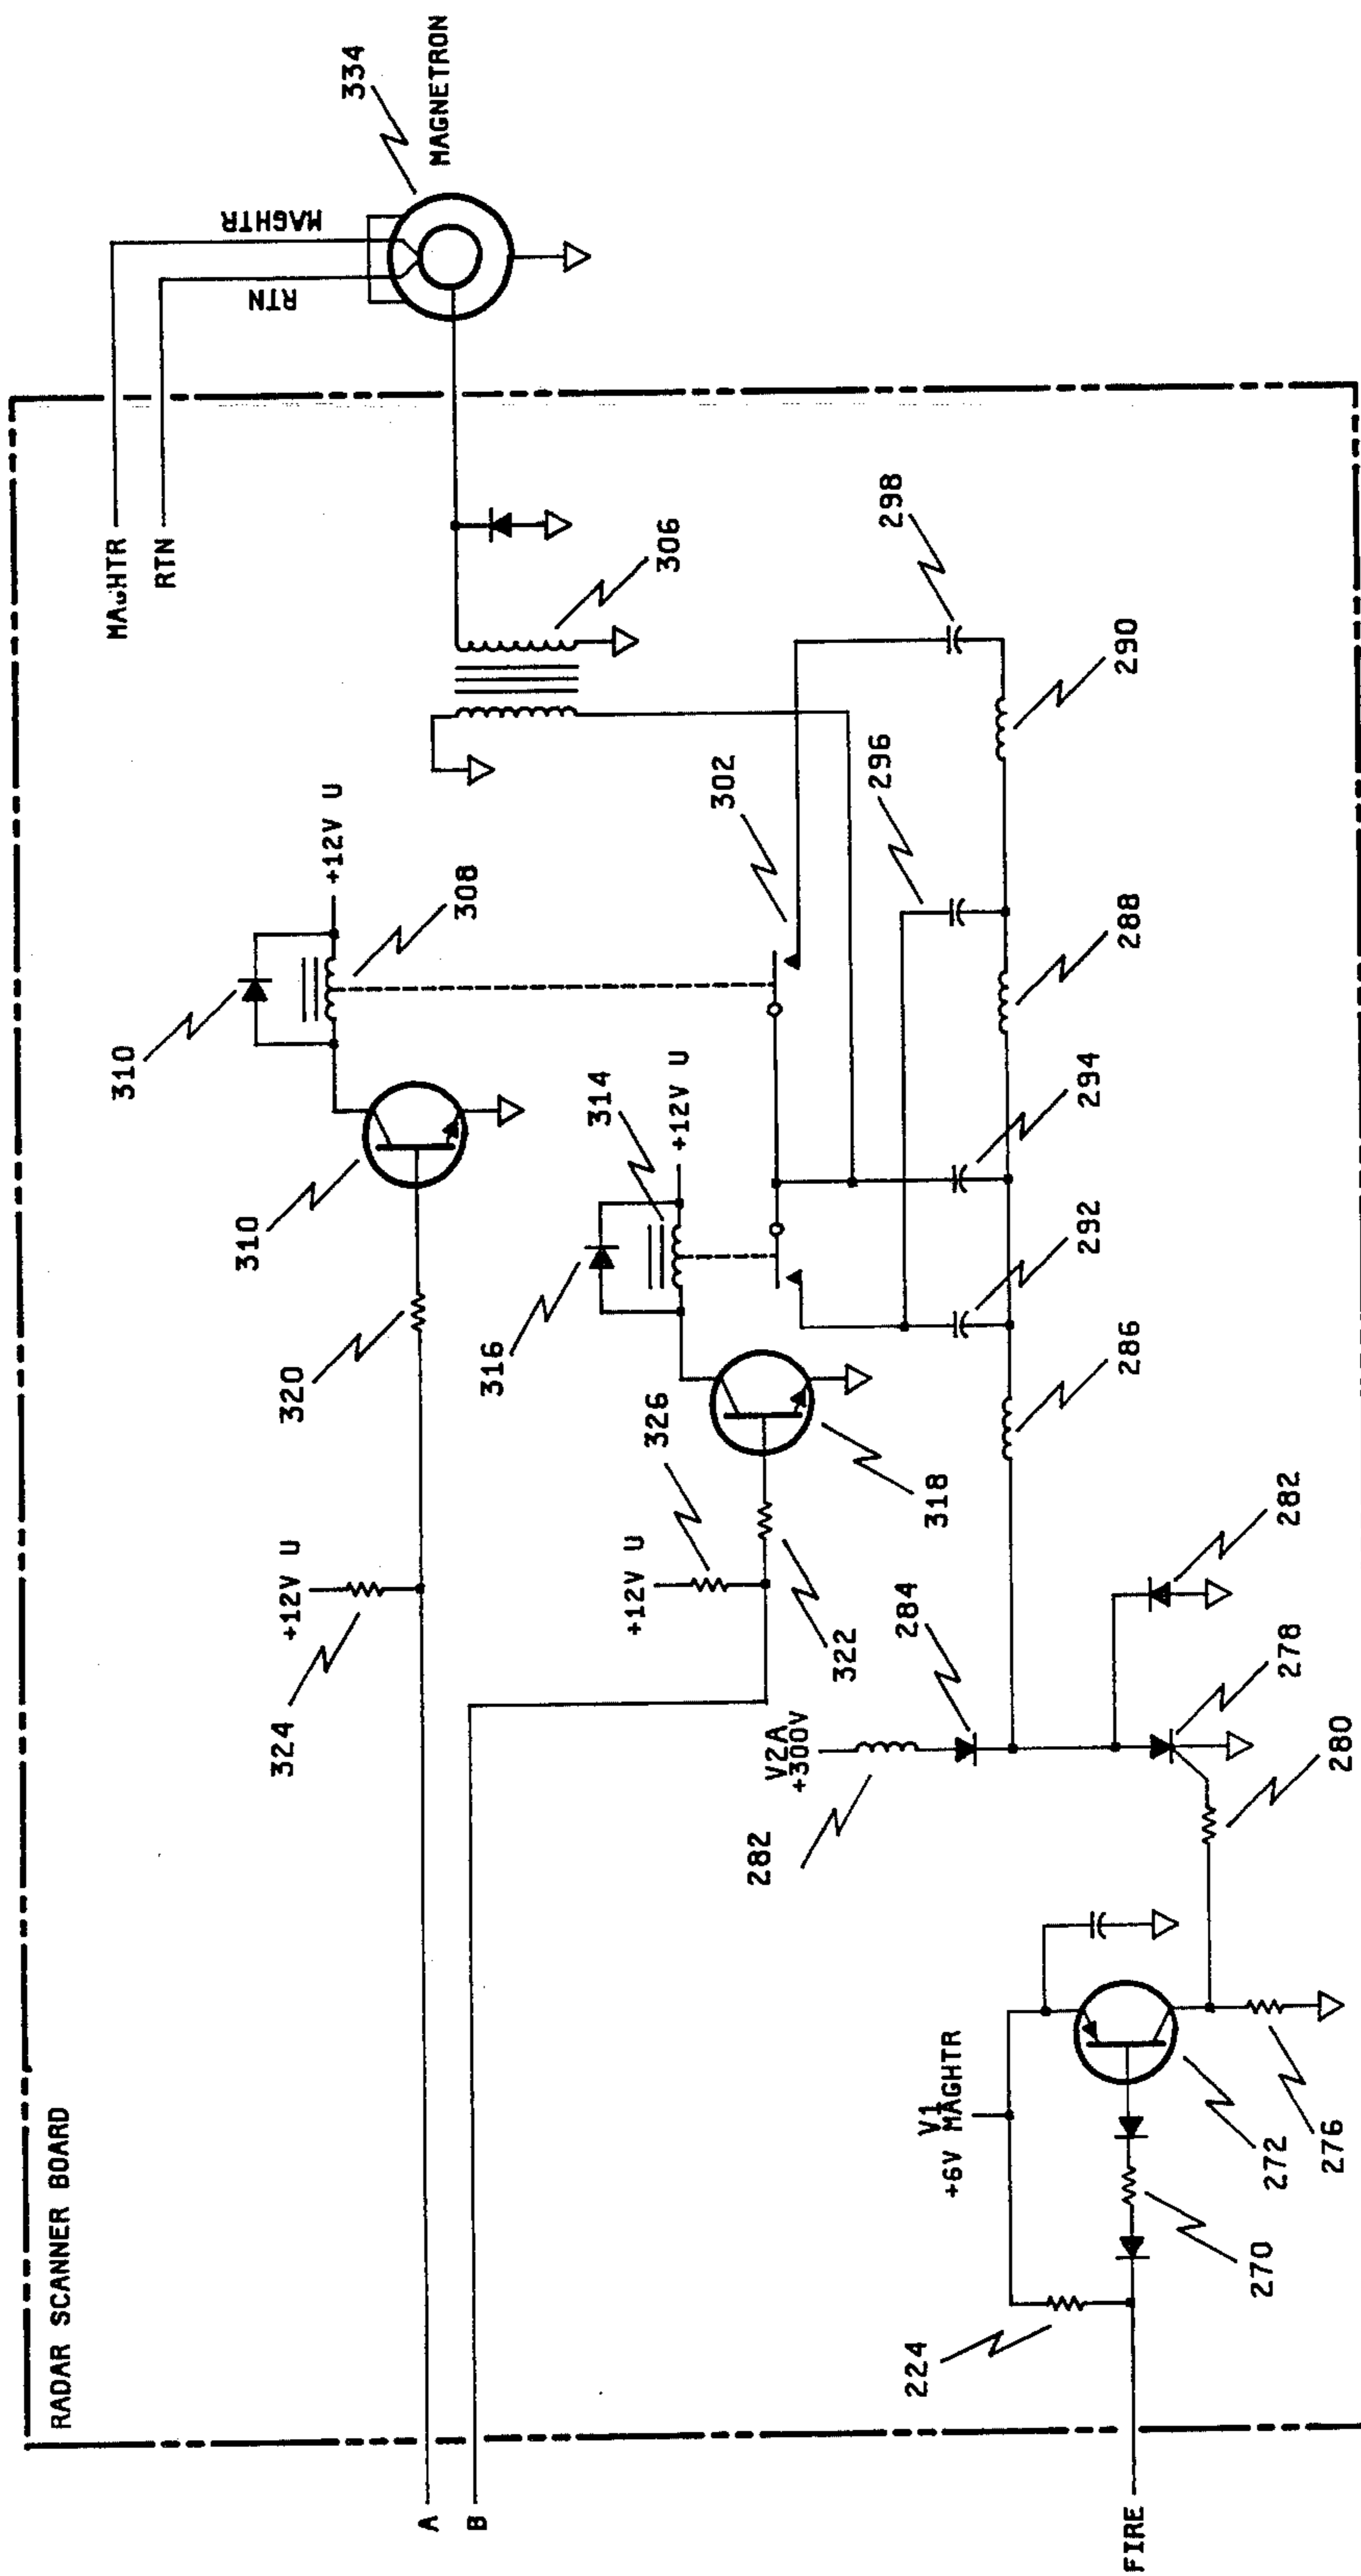 RADAR SCANNER BOARD
A
B
FIRE
MAGHTR
RTN
MAGHTR
RTN
334
MAGNETRON
310
+12V U
308
310
320
+12V U
324
306
316
314
+12V U
326
+12V U
322
318
302
298
296
290
288
294
292
286
V2A
+300V
282
284
282
278
280
V1
+6V MAGHTR
224
270
272
276